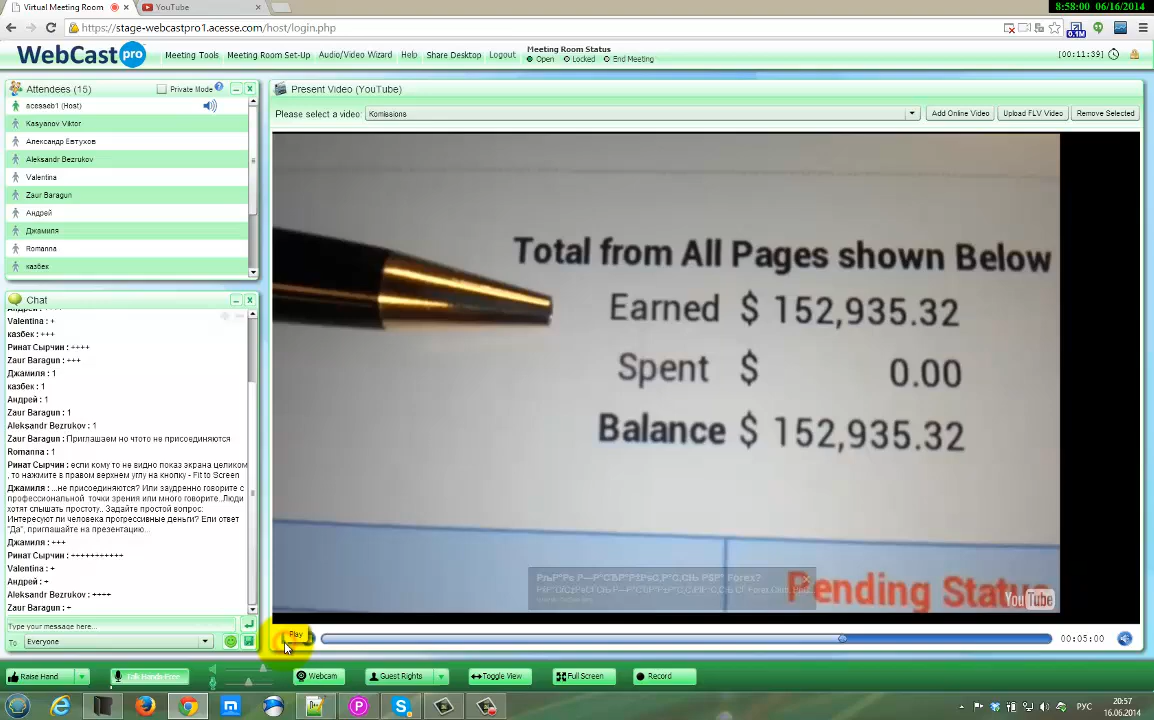 Virtual Meeting Room
YouTube
8:58:00 06/16/2014
https://stage-webcastpro1.acesse.com/host/login.php
0.1M
WebCast pro
Meeting Tools Meeting Room Set-Up Audio/Video Wizard Help Share Desktop Logout
Meeting Room Status
Open Locked End Meeting
[00:11:39]
Attendees (15)
Private Mode
acesseb1 (Host)
Kasyanov Viktor
Александр Евтухов
Aleksandr Bezrukov
Valentina
Zaur Baragun
Андрей
Джамиля
Romanna
казбек
Present Video (YouTube)
Please select a video: Komissions
Add Online Video Upload FLV Video Remove Selected
Total from All Pages shown Below
Earned $ 152,935.32
Spent $ 0.00
Balance $ 152,935.32
Pending Status
YouTube
Chat
Андрей : ++++
Valentina : +
казбек : +++
Ринат Сырчин : ++++
Zaur Baragun : +++
Джамиля : 1
казбек : 1
Андрей : 1
Zaur Baragun : 1
Aleksandr Bezrukov : 1
Zaur Baragun : Приглашаем но чтото не присоединяются
Romanna : 1
Ринат Сырчин : если кому то не видно показ экрана целиком
, то нажмите в правом верхнем углу на кнопку - Fit to Screen
Джамиля : ...не присоединяются? Или заудренно говорите с
профессиональной точки зрения или много говорите..Люди
хотят слышать простоту.. Задайте простой вопрос:
Интересуют ли человека прогрессивные деньги? Ели ответ
"Да", приглашайте на презентацию...
Джамиля : +++
Ринат Сырчин : +++++++++++
Valentina : +
Андрей : +
Aleksandr Bezrukov : ++++
Zaur Baragun : +
Type your message here...
To Everyone
Play
00:05:00
Raise Hand Talk Hands Free Webcam Guest Rights Toggle View Full Screen Record
РУС
20:57
16.06.2014